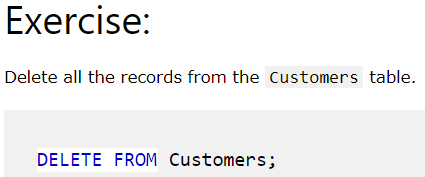 Exercise:
Delete all the records from the Customers table.
DELETE FROM Customers;